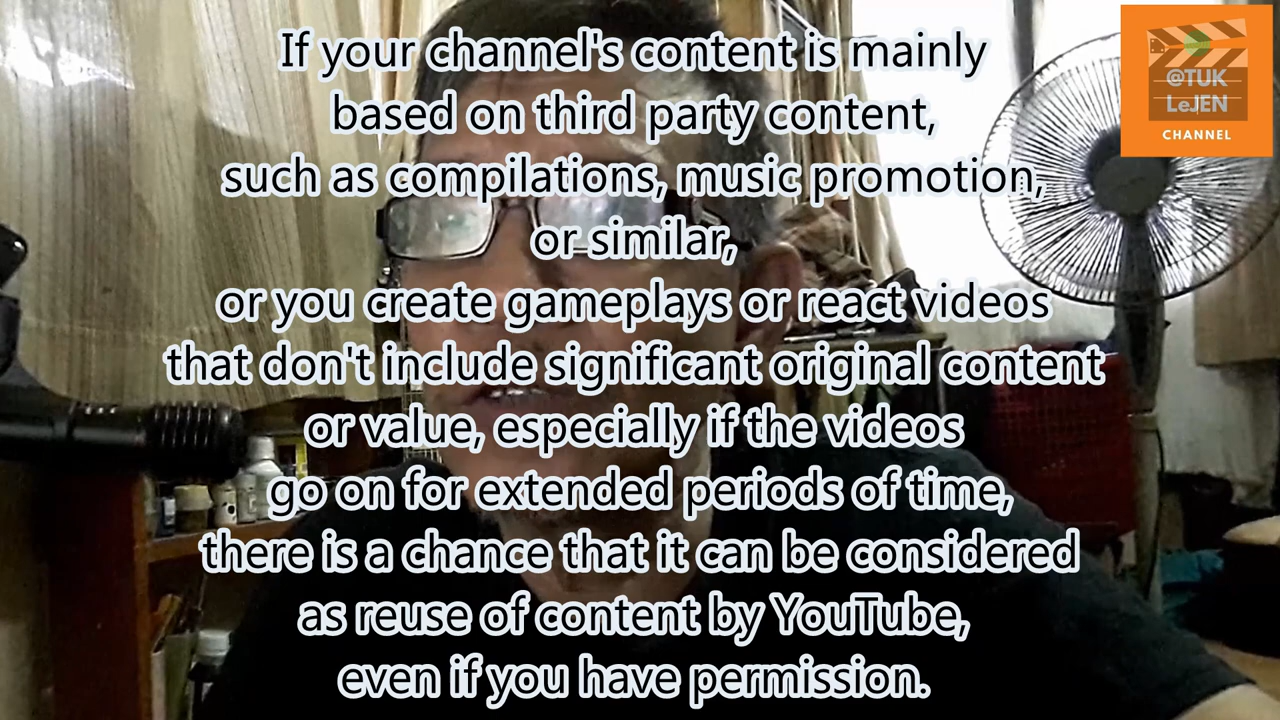 If your channel's content is mainly
based on third party content,
such as compilations, music promotion,
or similar,
or you create gameplays or react videos
that don't include significant original content
or value, especially if the videos
go on for extended periods of time,
there is a chance that it can be considered
as reuse of content by YouTube,
even if you have permission.
@TUK
LeJEN
CHANNEL